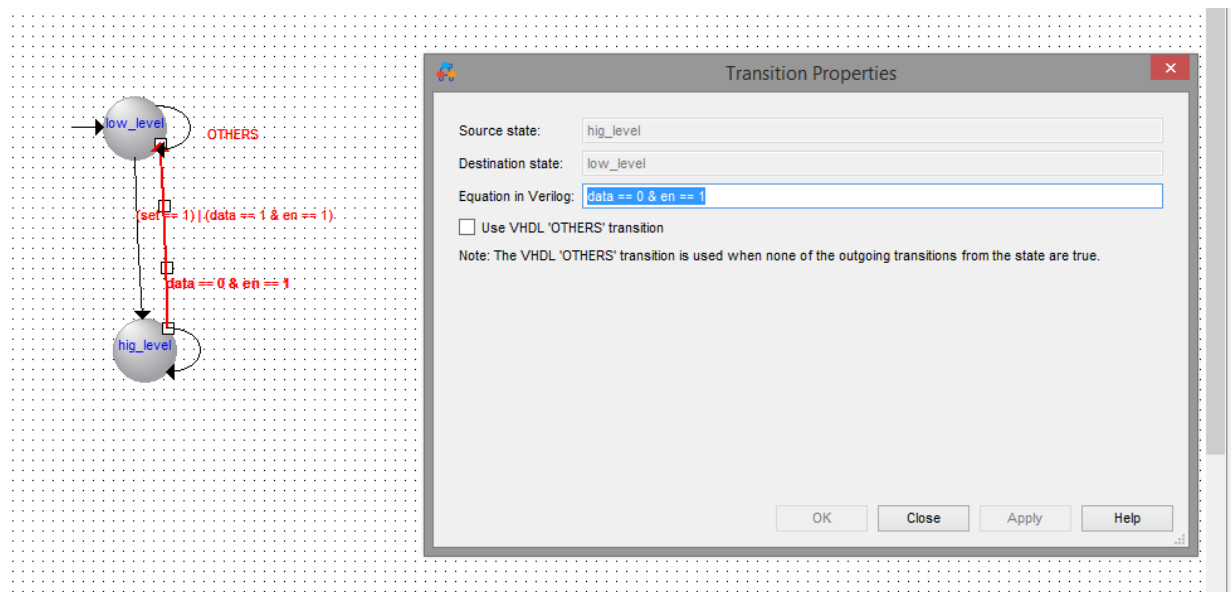 Transition Properties
Source state: hig_level
Destination state: low_level
Equation in Verilog: data == 0 & en == 1
Use VHDL 'OTHERS' transition
Note: The VHDL 'OTHERS' transition is used when none of the outgoing transitions from the state are true.
OK Close Apply Help
low_level
OTHERS
(set == 1) | (data == 1 & en == 1)
data == 0 & en == 1
hig_level